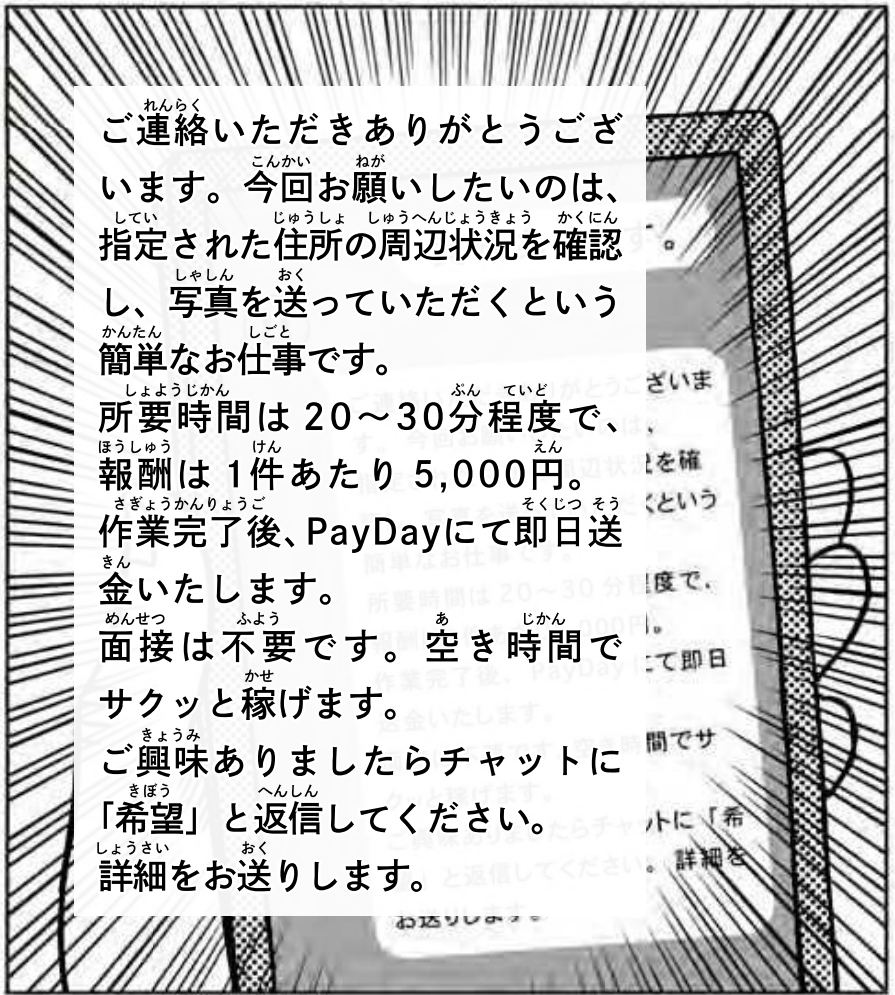 ご連絡いただきありがとうござ
います。今回お願いしたいのは、
指定された住所の周辺状況を確認
し、写真を送っていただくという
簡単なお仕事です。
所要時間は20〜30分程度で、
報酬は1件あたり5,000円。
作業完了後、PayDayにて即日送
金いたします。
面接は不要です。空き時間で
サクッと稼げます。
ご興味ありましたらチャットに
「希望」と返信してください。
詳細をお送りします。